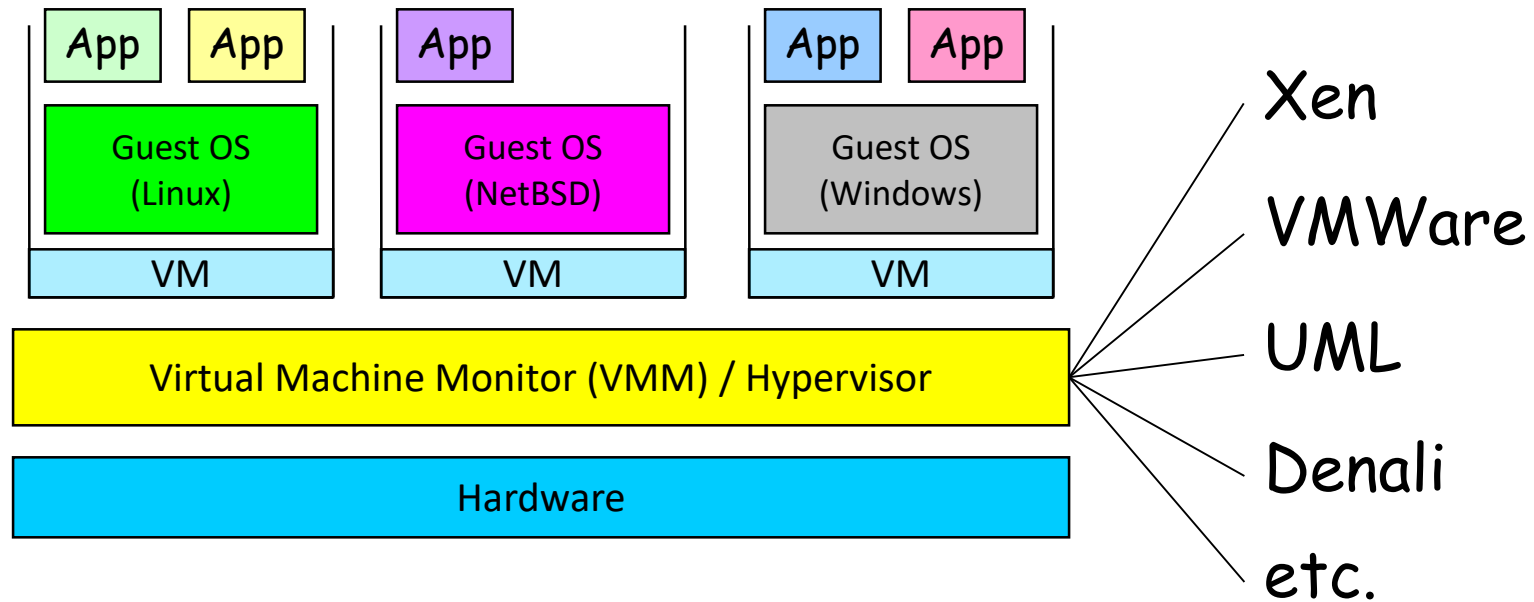 App
App
Guest OS
(Linux)
VM
App
Guest OS
(NetBSD)
VM
App
App
Guest OS
(Windows)
VM
Virtual Machine Monitor (VMM) / Hypervisor
Hardware
Xen
VMWare
UML
Denali
etc.